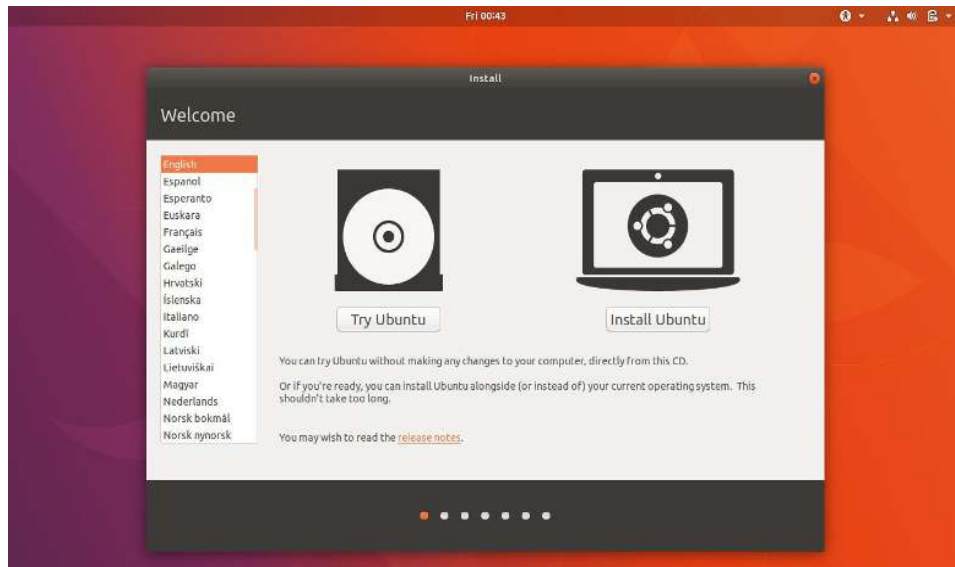 Fri 00:43
Install
Welcome
English
Español
Esperanto
Euskara
Français
Gaeilge
Galego
Hrvatski
Íslenska
Italiano
Kurdî
Latviski
Lietuviškai
Magyar
Nederlands
Norsk bokmål
Norsk nynorsk
Try Ubuntu
Install Ubuntu
You can try Ubuntu without making any changes to your computer, directly from this CD.
Or if you're ready, you can install Ubuntu alongside (or instead of) your current operating system. This
shouldn't take too long.
You may wish to read the release notes.